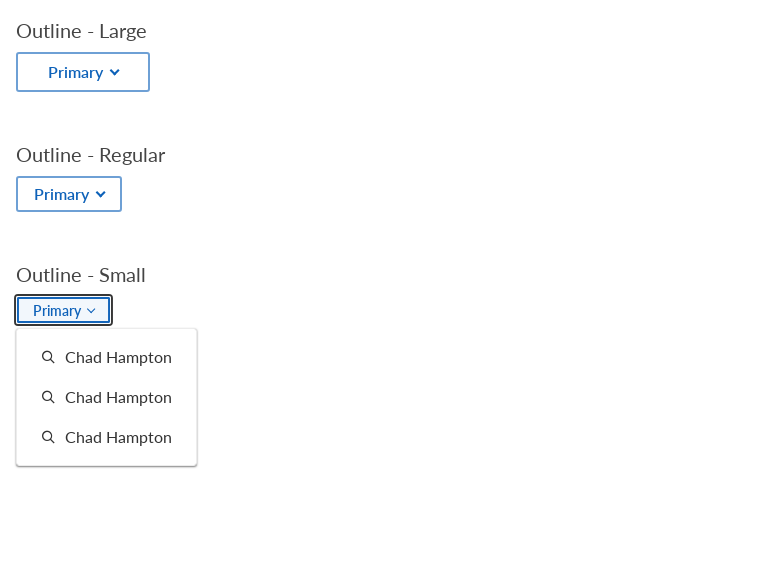 Outline - Large
Primary
Outline - Regular
Primary
Outline - Small
Primary
Chad Hampton
Chad Hampton
Chad Hampton